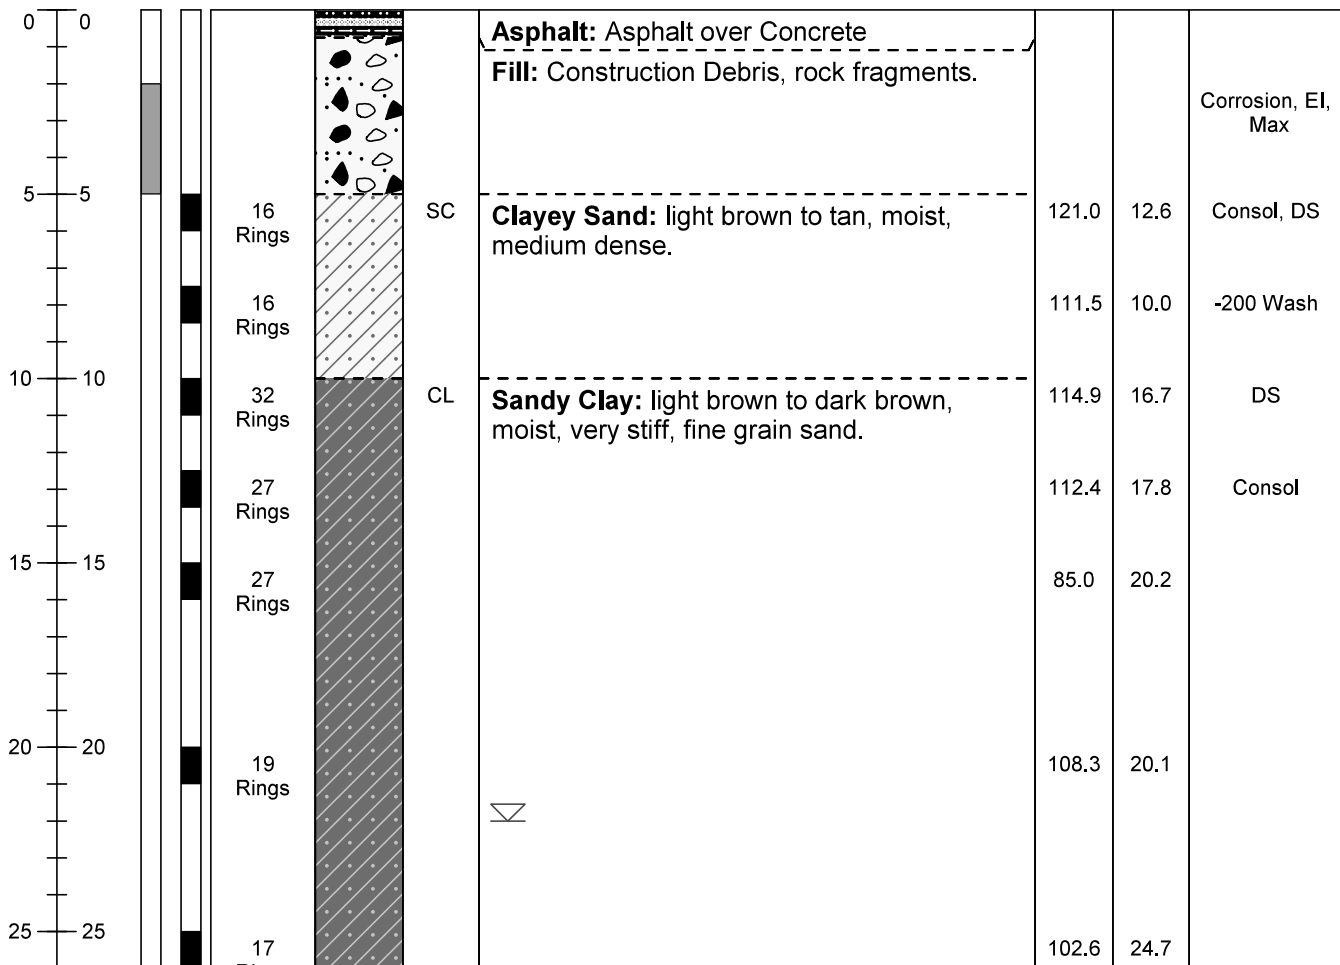 0 0
Asphalt: Asphalt over Concrete
Fill: Construction Debris, rock fragments.
Corrosion, EI,
Max
5 5
16
Rings
SC
Clayey Sand: light brown to tan, moist,
medium dense.
121.0 12.6 Consol, DS
16
Rings
111.5 10.0 -200 Wash
10 10
32
Rings
CL
Sandy Clay: light brown to dark brown,
moist, very stiff, fine grain sand.
114.9 16.7 DS
27
Rings
112.4 17.8 Consol
15 15
27
Rings
85.0 20.2
20 20
19
Rings
108.3 20.1
25 25
17
102.6 24.7